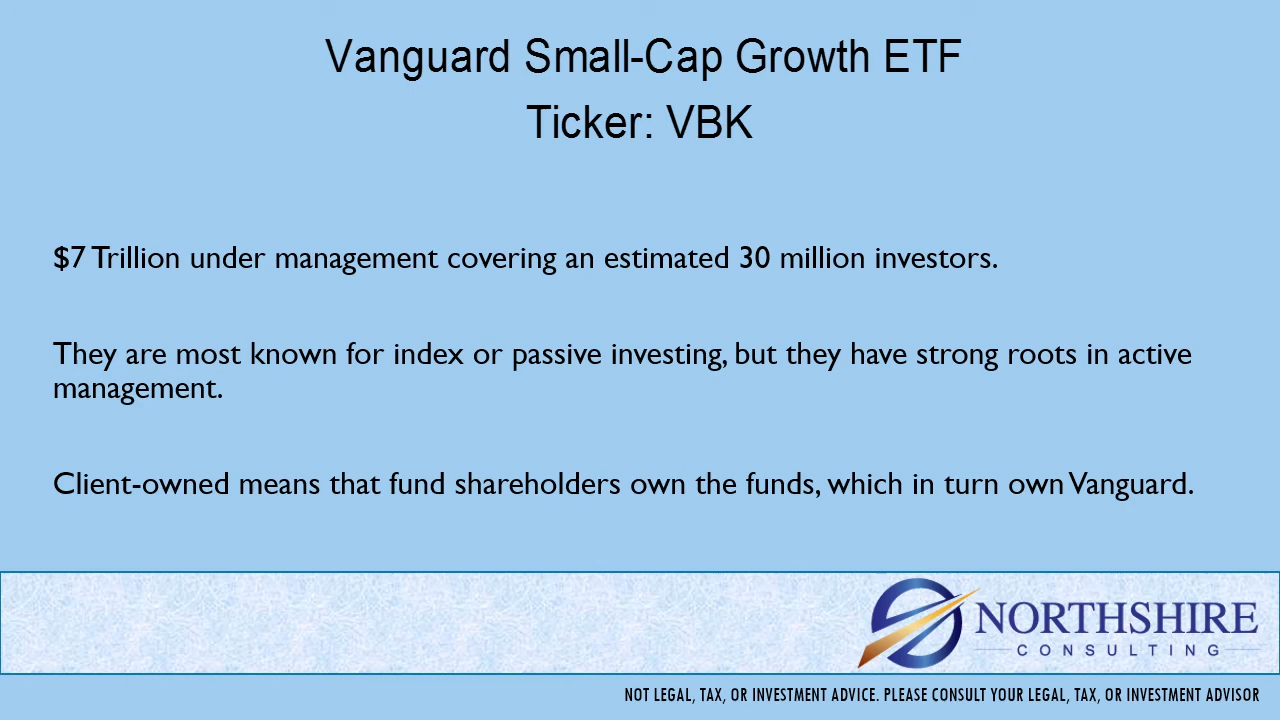 Vanguard Small-Cap Growth ETF
Ticker: VBK
$7 Trillion under management covering an estimated 30 million investors.
They are most known for index or passive investing, but they have strong roots in active
management.
Client-owned means that fund shareholders own the funds, which in turn own Vanguard.
NORTHSHIRE
CONSULTING
NOT LEGAL, TAX, OR INVESTMENT ADVICE. PLEASE CONSULT YOUR LEGAL, TAX, OR INVESTMENT ADVISOR